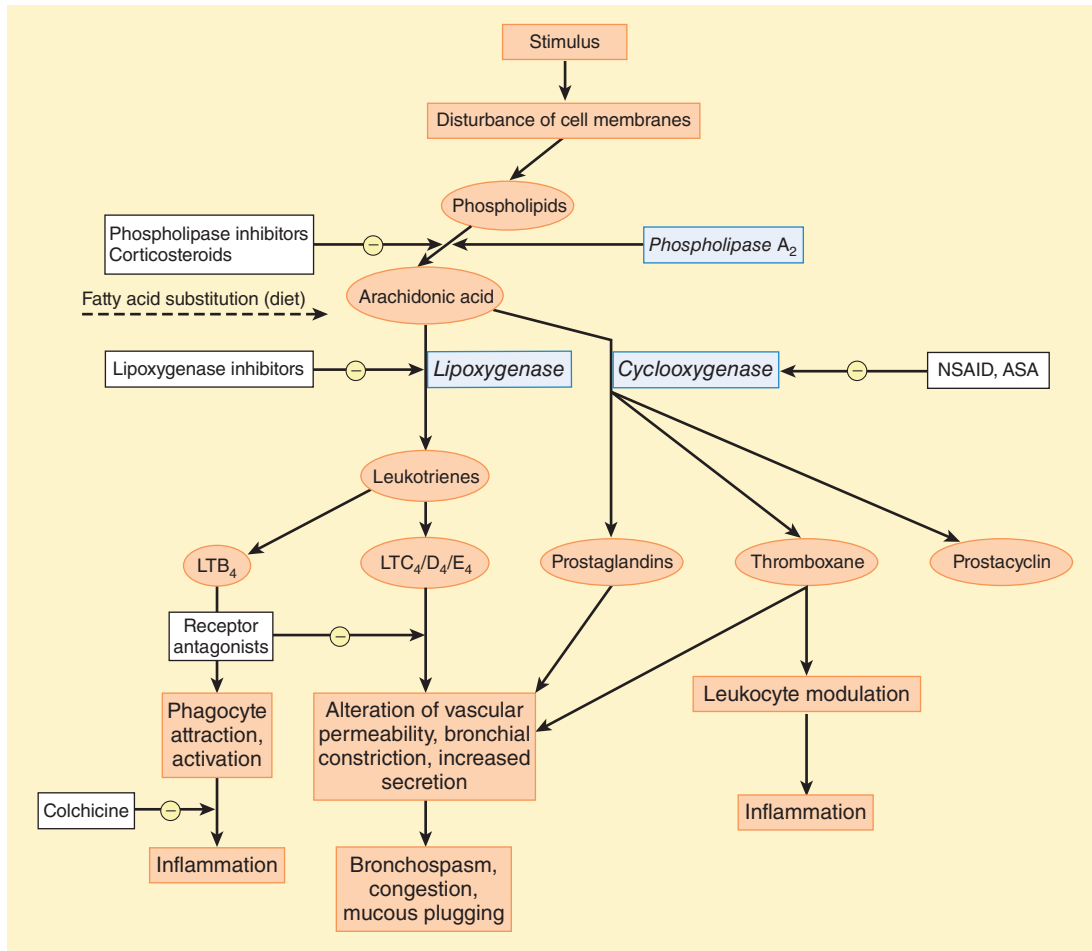 Stimulus
Disturbance of cell membranes
Phospholipids
Phospholipase inhibitors
Corticosteroids
−
Phospholipase A₂
Fatty acid substitution (diet)
Arachidonic acid
Lipoxygenase inhibitors
−
Lipoxygenase
Cyclooxygenase
−
NSAID, ASA
Leukotrienes
LTB₄
LTC₄/D₄/E₄
Prostaglandins
Thromboxane
Prostacyclin
Receptor
antagonists
−
Phagocyte
attraction,
activation
Alteration of vascular
permeability, bronchial
constriction, increased
secretion
Leukocyte modulation
Colchicine
−
Inflammation
Bronchospasm,
congestion,
mucous plugging
Inflammation